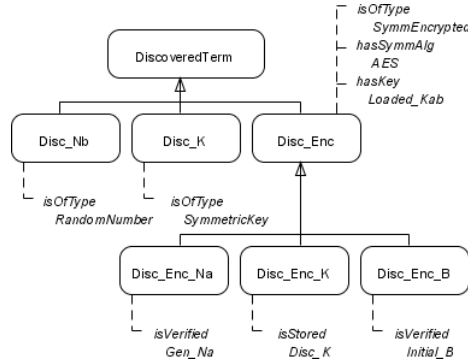 isOfType
SymmEncrypted
hasSymmAlg
AES
hasKey
Loaded_Kab
DiscoveredTerm
Disc_Nb
Disc_K
Disc_Enc
isOfType
RandomNumber
isOfType
SymmetricKey
Disc_Enc_Na
Disc_Enc_K
Disc_Enc_B
isVerified
Gen_Na
isStored
Disc_K
isVerified
Initial_B